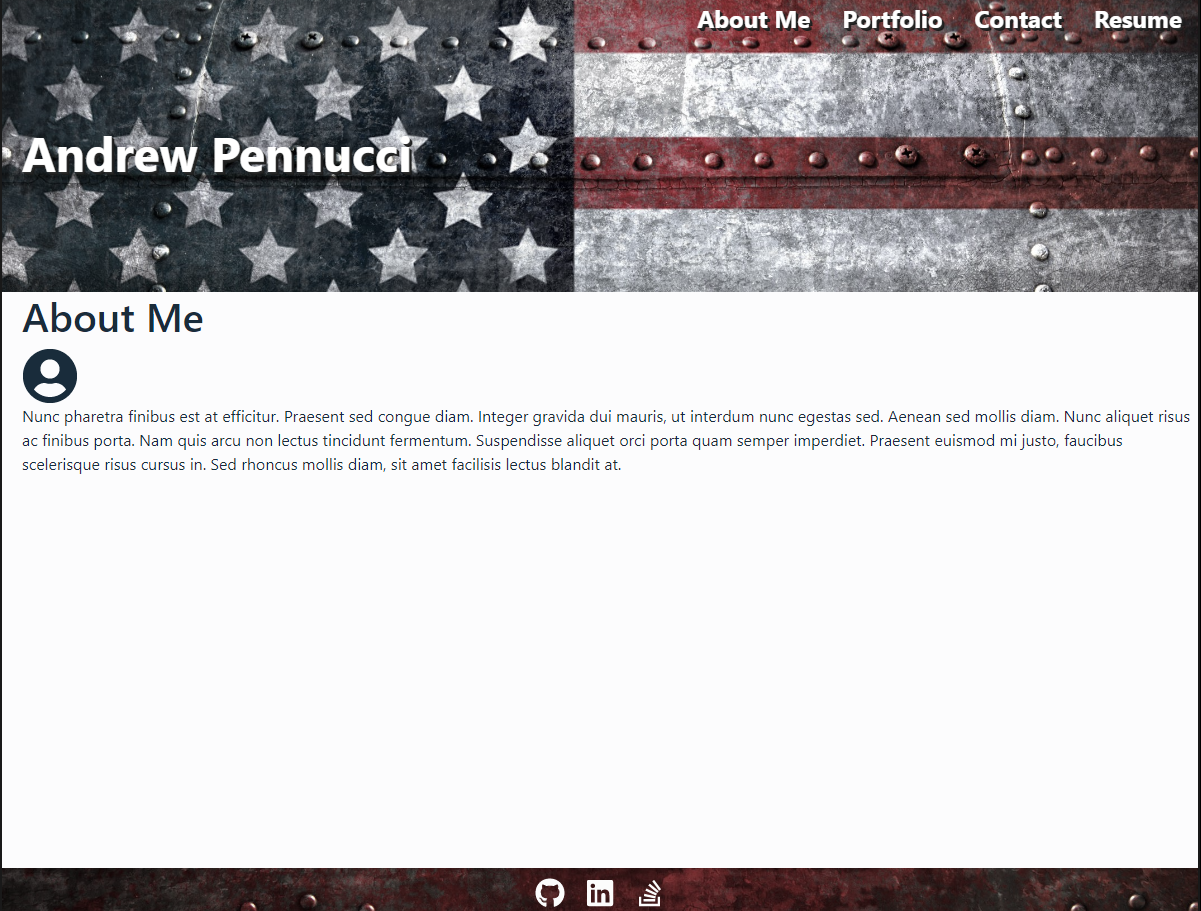 About Me Portfolio Contact Resume
Andrew Pennucci
About Me
Nunc pharetra finibus est at efficitur. Praesent sed congue diam. Integer gravida dui mauris, ut interdum nunc egestas sed. Aenean sed mollis diam. Nunc aliquet risus
ac finibus porta. Nam quis arcu non lectus tincidunt fermentum. Suspendisse aliquet orci porta quam semper imperdiet. Praesent euismod mi justo, faucibus
scelerisque risus cursus in. Sed rhoncus mollis diam, sit amet facilisis lectus blandit at.
in